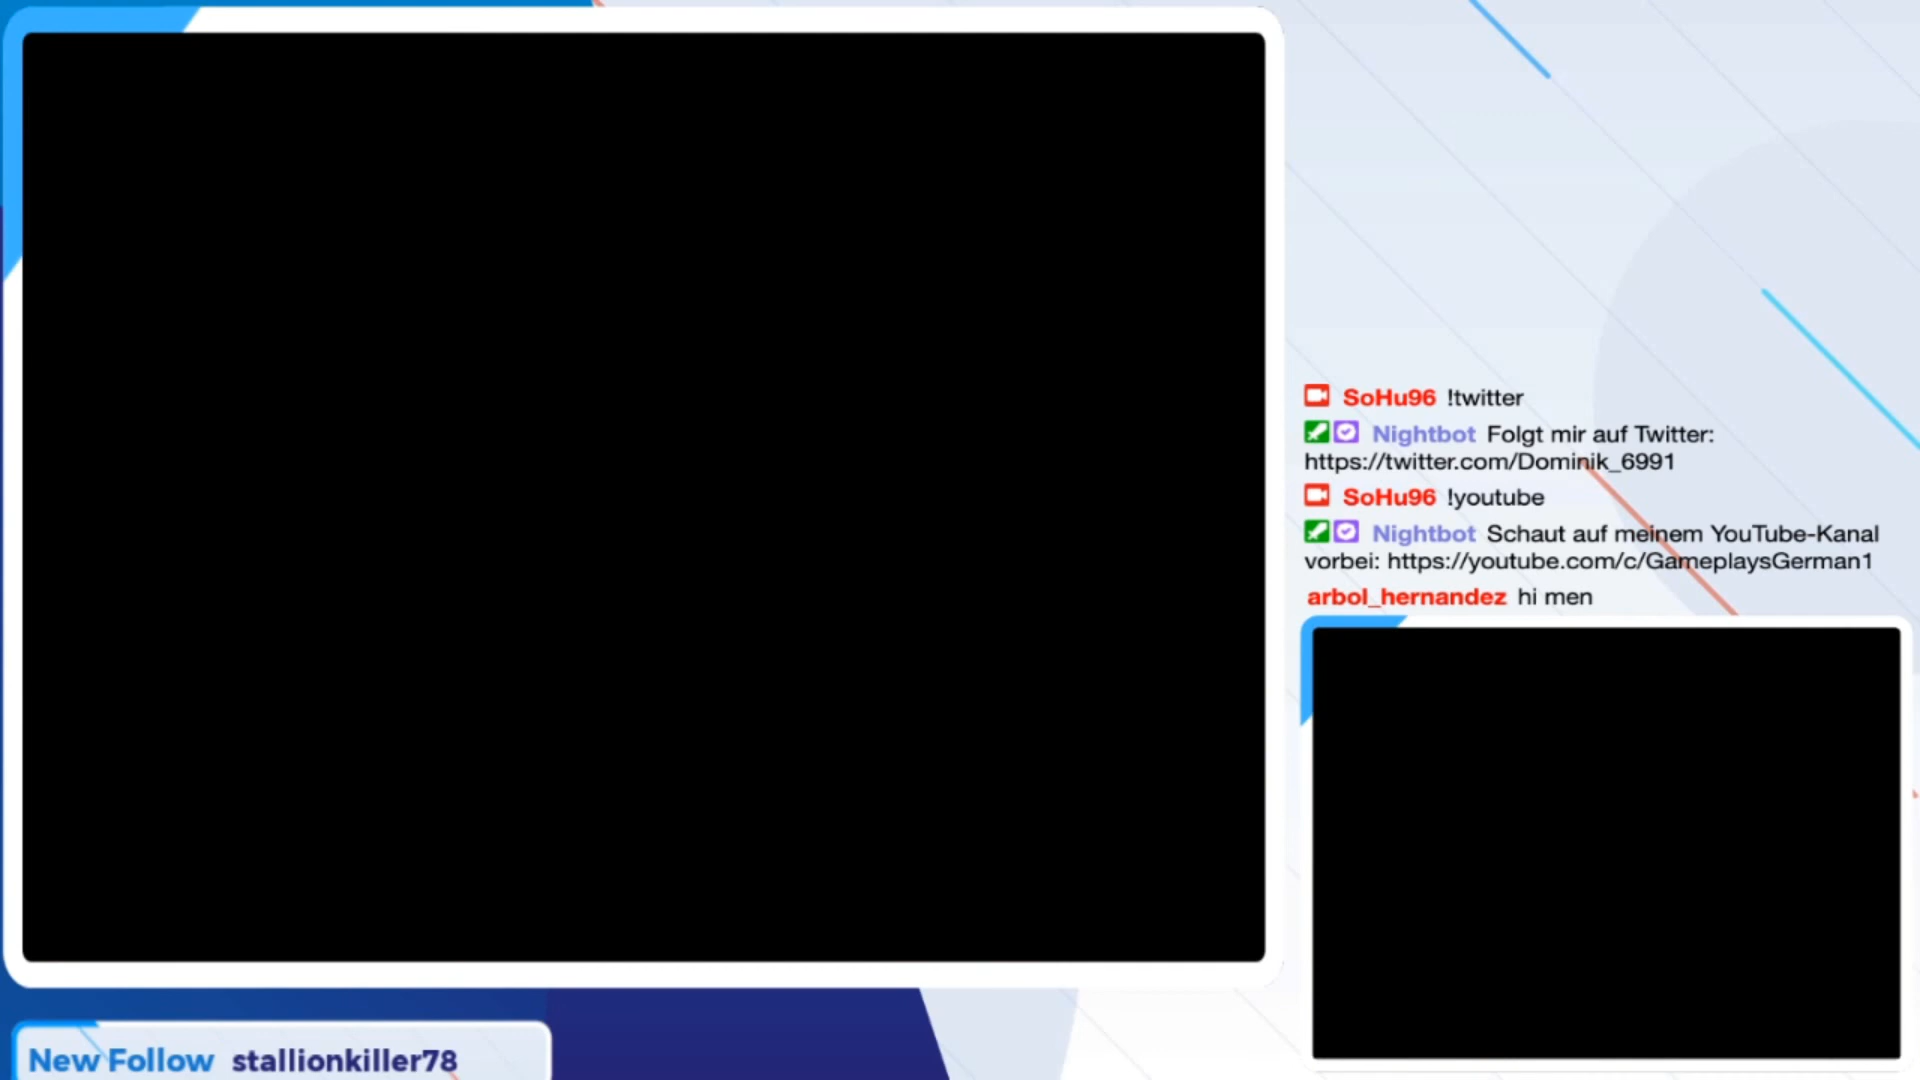 SoHu96 !twitter
Nightbot Folgt mir auf Twitter:
https://twitter.com/Dominik_6991
SoHu96 !youtube
Nightbot Schaut auf meinem YouTube-Kanal
vorbei: https://youtube.com/c/GameplaysGerman1
arbol_hernandez hi men
New Follow stallionkiller78